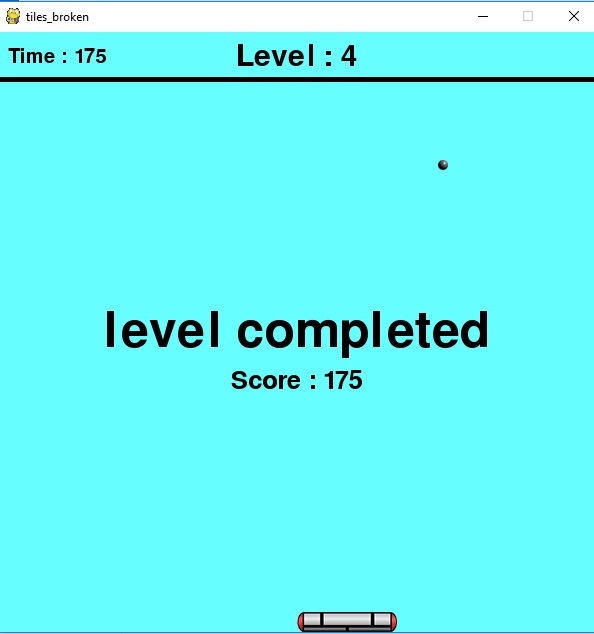 tiles_broken
Time : 175
Level : 4
level completed
Score : 175